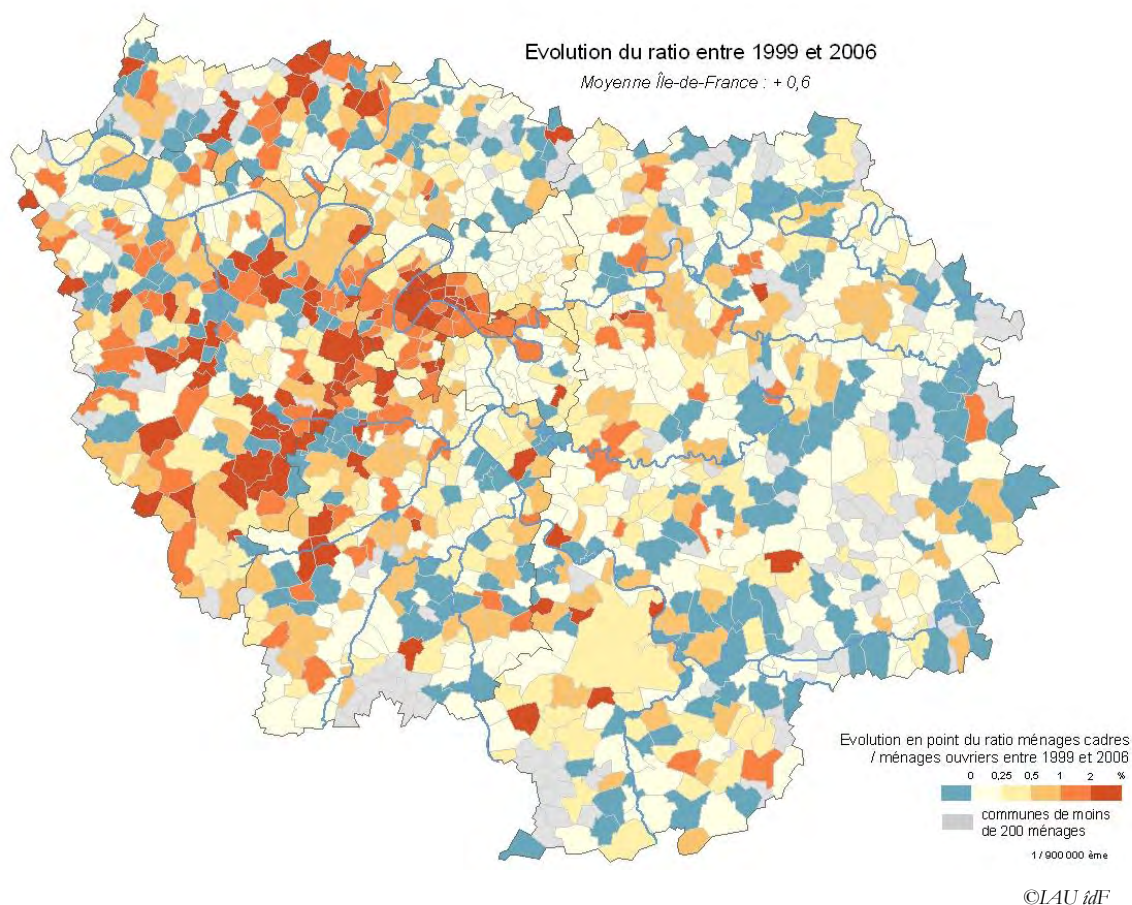 Evolution du ratio entre 1999 et 2006
Moyenne Île-de-France : + 0,6
Evolution en point du ratio ménages cadres
/ ménages ouvriers entre 1999 et 2006
0 0,25 0,5 1 2 %
communes de moins
de 200 ménages
1 / 900 000 ème
©IAU îdF